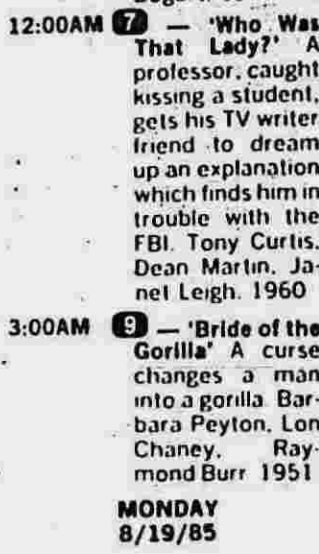 12:00AM 7 — 'Who Was
That Lady?' A
professor, caught
kissing a student,
gets his TV writer
friend to dream
up an explanation
which finds him in
trouble with the
FBI. Tony Curtis,
Dean Martin, Ja-
net Leigh. 1960
3:00AM 9 — 'Bride of the
Gorilla' A curse
changes a man
into a gorilla. Bar-
bara Peyton, Lon
Chaney, Ray-
mond Burr 1951
MONDAY
8/19/85